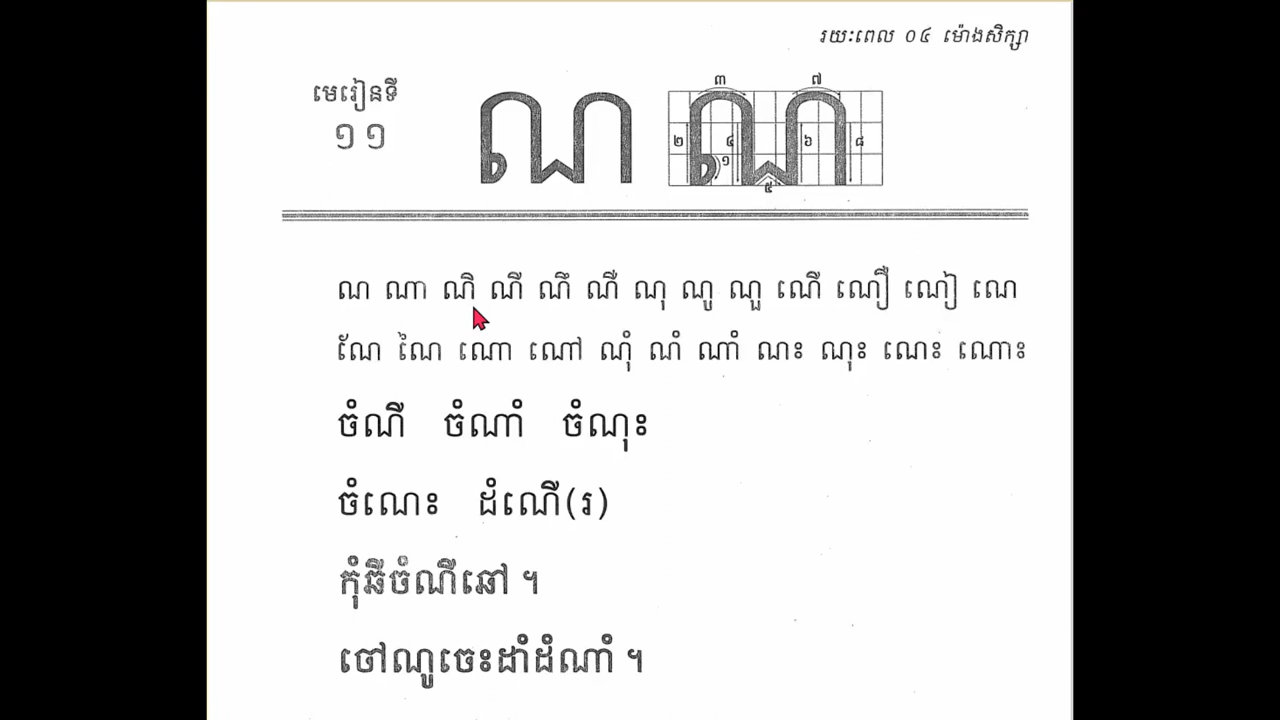 រយៈពេល ០៤ ម៉ោងសិក្សា
មេរៀនទី
១១
ណ
ណ
៣ ៧
២ ៤ ១ ៦ ៨
៥
ណ ណា ណិ ណី ណឹ ណឺ ណុ ណូ ណួ ណើ ណឿ ណៀ ណេ
ណែ ណៃ ណោ ណៅ ណុំ ណំ ណាំ ណះ ណុះ ណេះ ណោះ
ចំណី ចំណាំ ចំណុះ
ចំណេះ ដំណើ(រ)
កុំឆីចំណីឆៅ ។
ចៅណូចេះដាំដំណាំ ។